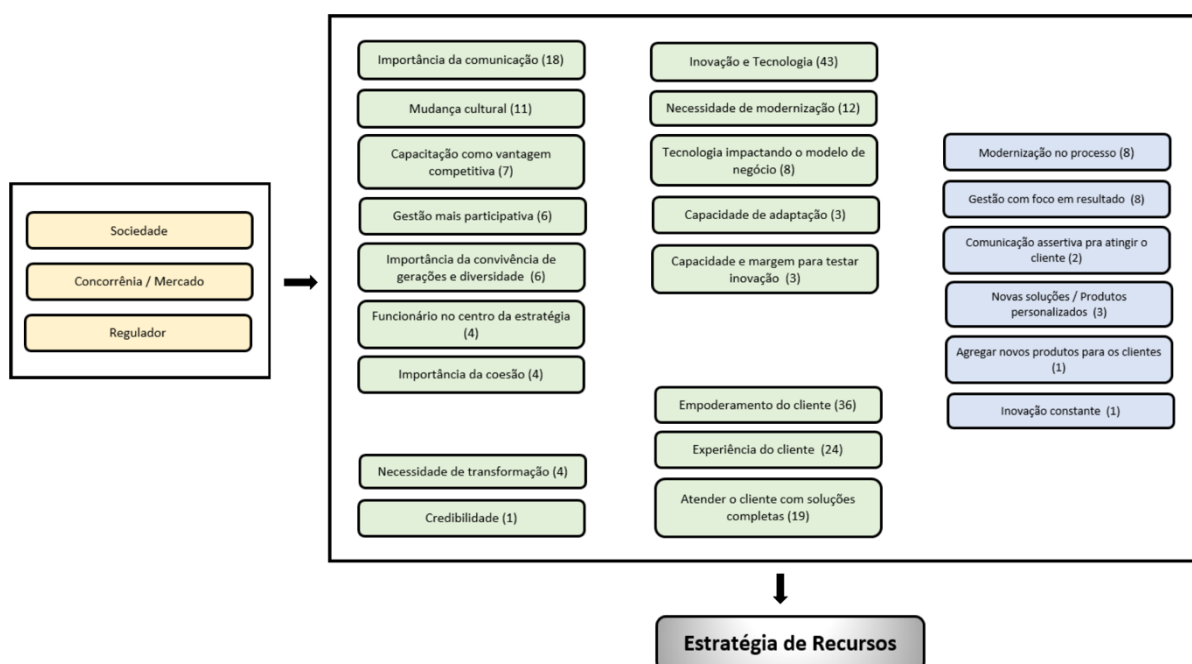 Sociedade
Concorrênia / Mercado
Regulador
Importância da comunicação (18)
Mudança cultural (11)
Capacitação como vantagem
competitiva (7)
Gestão mais participativa (6)
Importância da convivência de
gerações e diversidade (6)
Funcionário no centro da estratégia
(4)
Importância da coesão (4)
Necessidade de transformação (4)
Credibilidade (1)
Inovação e Tecnologia (43)
Necessidade de modernização (12)
Tecnologia impactando o modelo de
negócio (8)
Capacidade de adaptação (3)
Capacidade e margem para testar
inovação (3)
Empoderamento do cliente (36)
Experiência do cliente (24)
Atender o cliente com soluções
completas (19)
Modernização no processo (8)
Gestão com foco em resultado (8)
Comunicação assertiva pra atingir o
cliente (2)
Novas soluções / Produtos
personalizados (3)
Agregar novos produtos para os clientes
(1)
Inovação constante (1)
Estratégia de Recursos